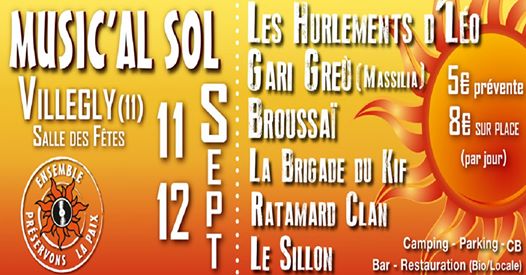 MUSIC'AL SOL
VILLEGLY (11)
SALLE DES FÊTES
11
12
SEPT
ENSEMBLE
PRÉSERVONS LA PAIX
LES HURLEMENTS D'LÉO
GARI GREÙ (MASSILIA)
BROUSSAÏ
LA BRIGADE DU KIF
RATAMARD CLAN
LE SILLON
5€ prévente
8€ SUR PLACE
(par jour)
Camping - Parking - CB
Bar - Restauration (Bio/Locale)